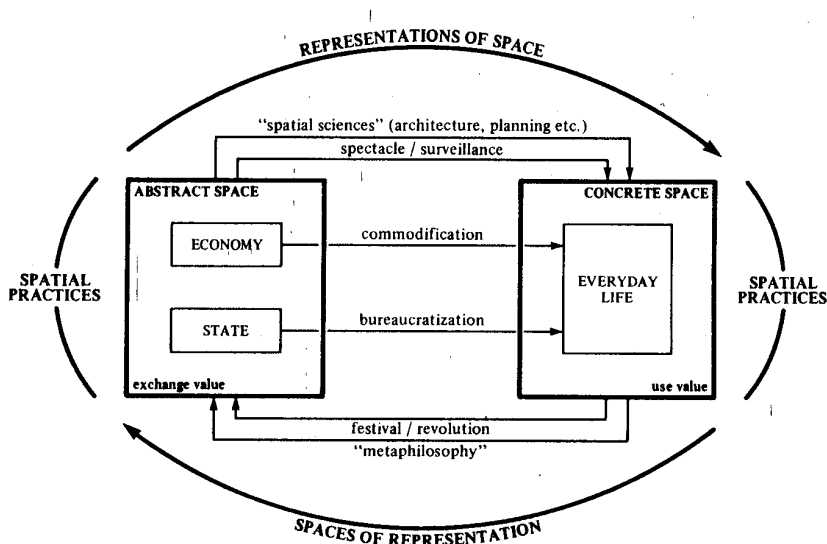 REPRESENTATIONS OF SPACE
"spatial sciences" (architecture, planning etc.)
spectacle / surveillance
ABSTRACT SPACE
CONCRETE SPACE
ECONOMY
commodification
EVERYDAY
LIFE
SPATIAL
PRACTICES
SPATIAL
PRACTICES
STATE
bureaucratization
exchange value
use value
festival / revolution
"metaphilosophy"
SPACES OF REPRESENTATION